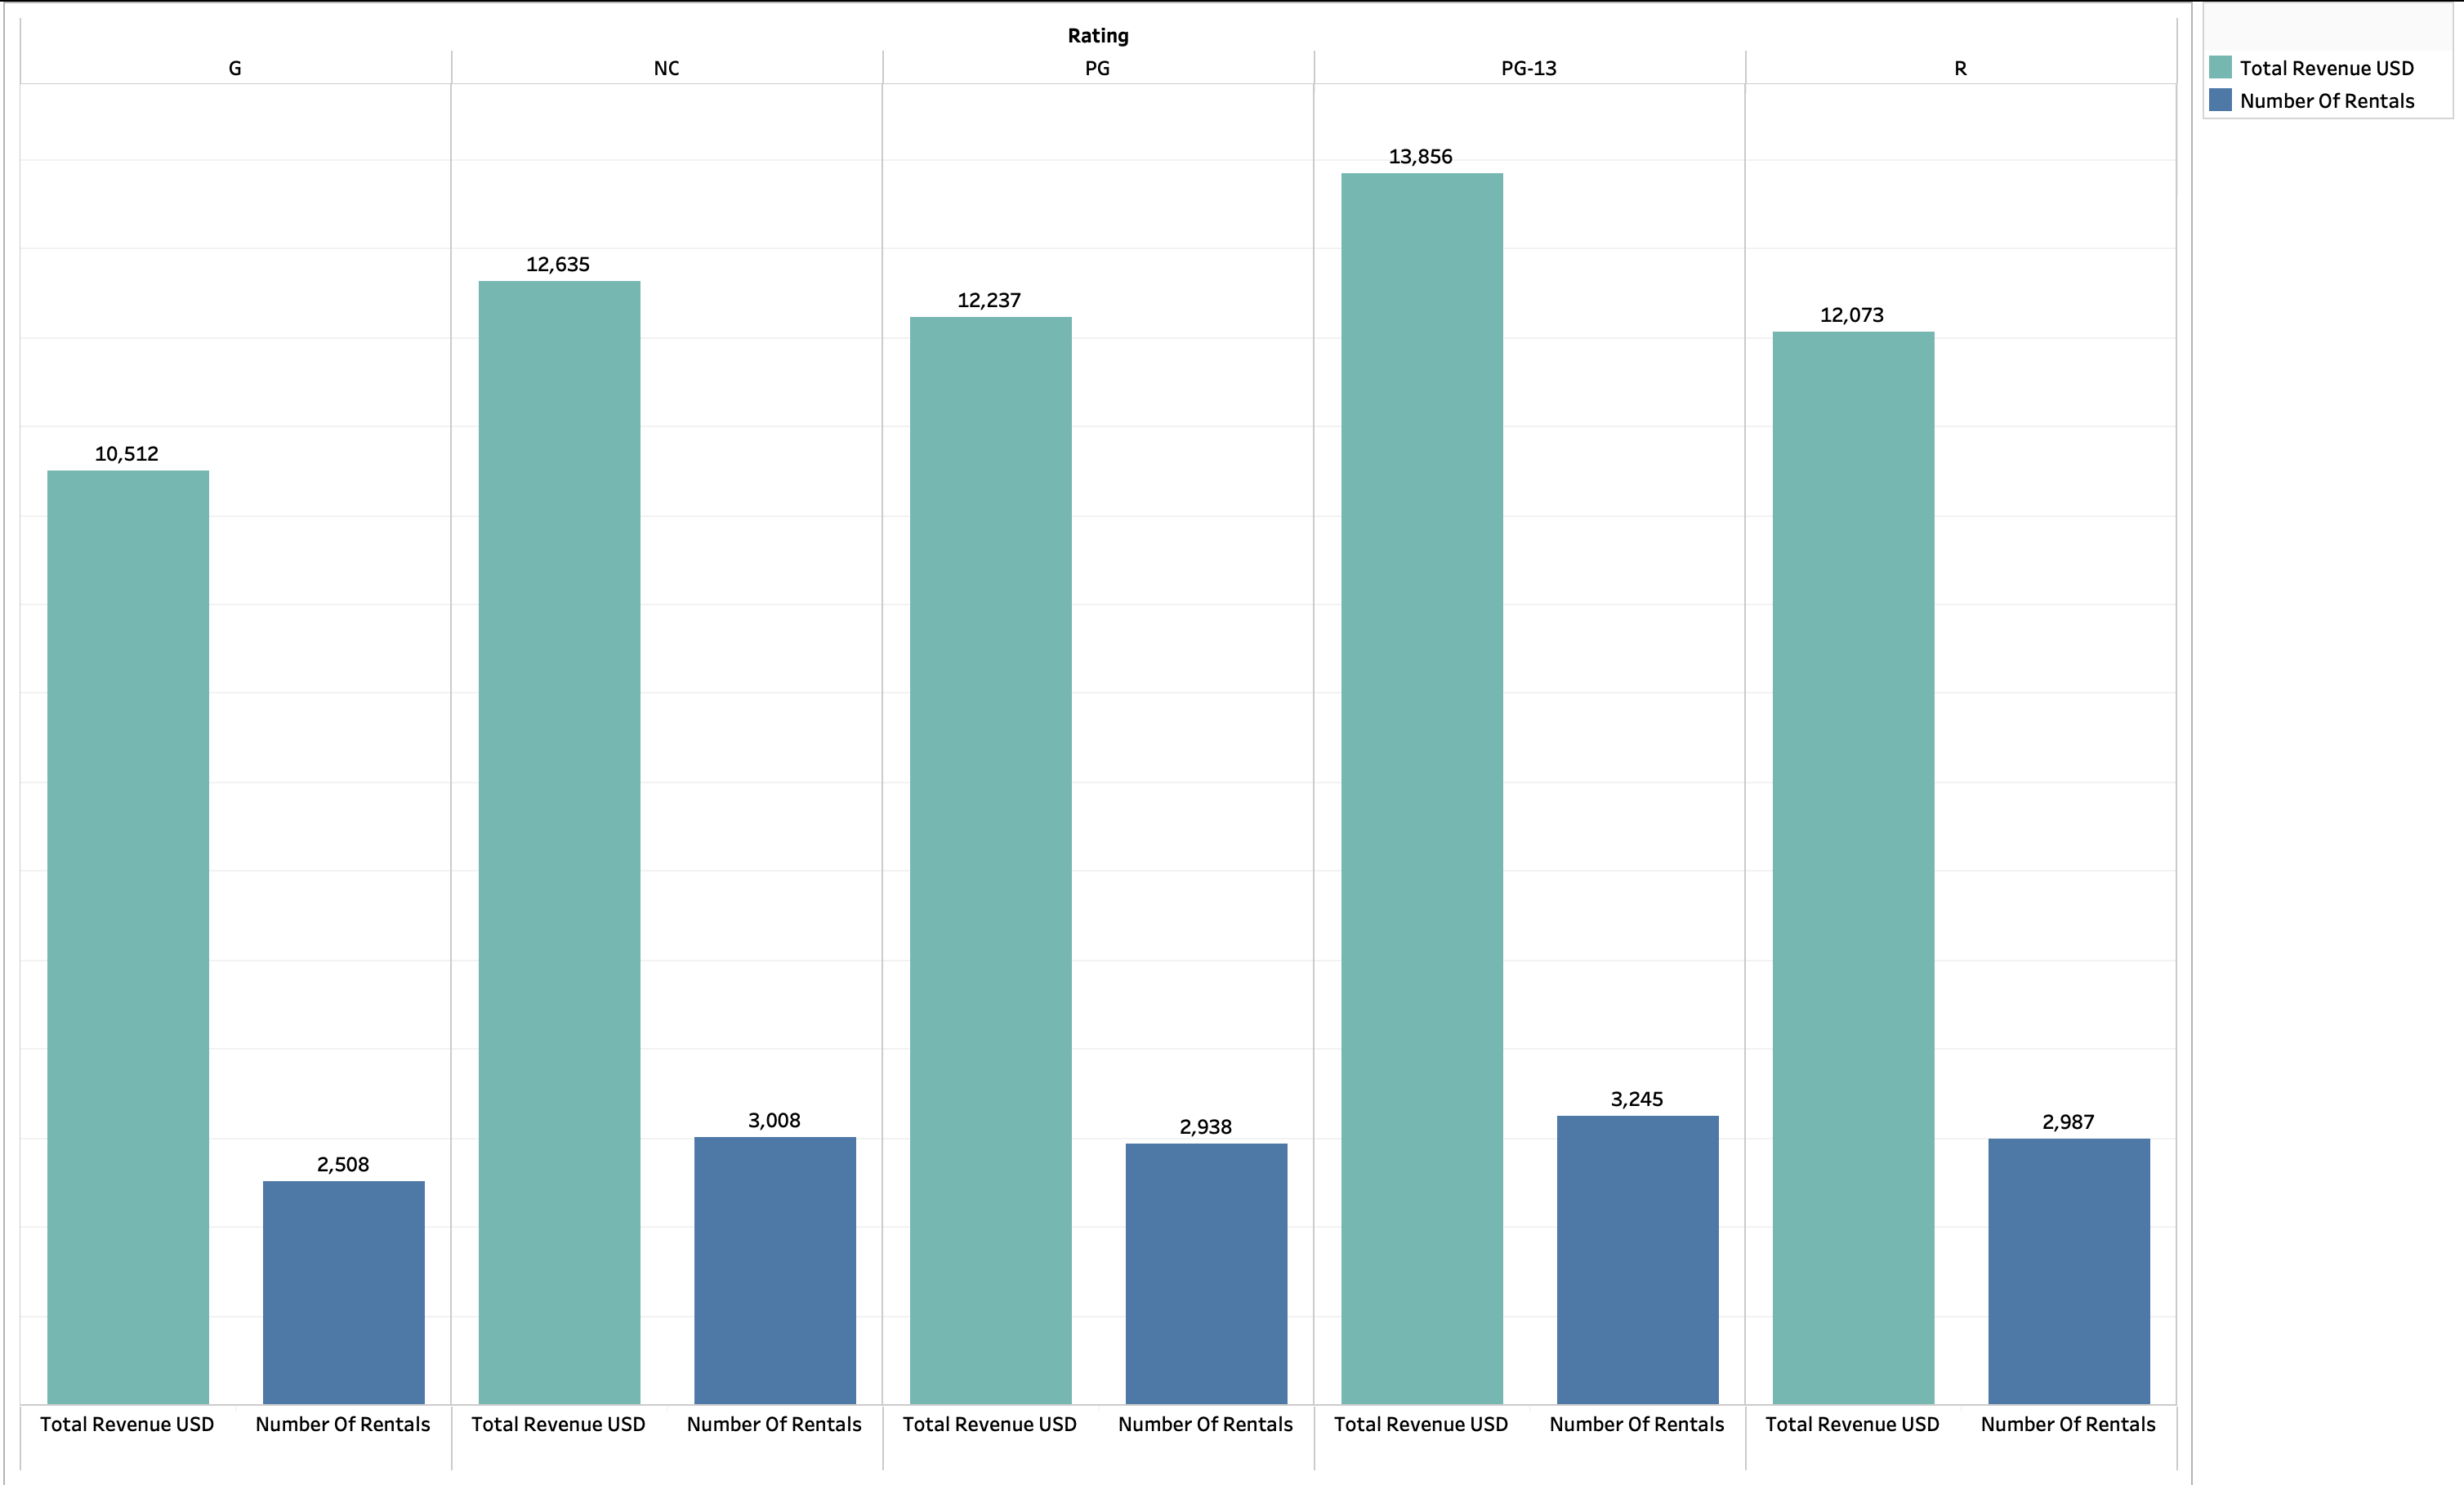 Rating
G NC PG PG-13 R
Total Revenue USD
Number Of Rentals
13,856
12,635
12,237
12,073
10,512
3,245
3,008
2,987
2,938
2,508
Total Revenue USD Number Of Rentals Total Revenue USD Number Of Rentals Total Revenue USD Number Of Rentals Total Revenue USD Number Of Rentals Total Revenue USD Number Of Rentals